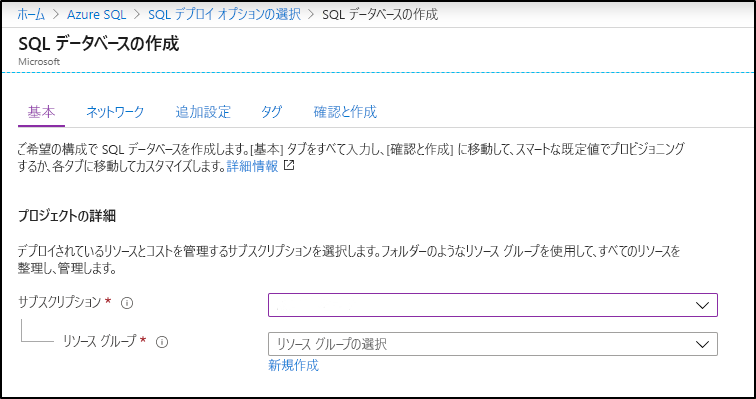 ホーム > Azure SQL > SQL デプロイ オプションの選択 > SQL データベースの作成
SQL データベースの作成
Microsoft
基本 ネットワーク 追加設定 タグ 確認と作成
ご希望の構成で SQL データベースを作成します。[基本] タブをすべて入力し、[確認と作成] に移動して、スマートな既定値でプロビジョニング
するか、各タブに移動してカスタマイズします。詳細情報
プロジェクトの詳細
デプロイされているリソースとコストを管理するサブスクリプションを選択します。フォルダーのようなリソース グループを使用して、すべてのリソースを
整理し、管理します。
サブスクリプション *
リソース グループ * リソース グループの選択
新規作成